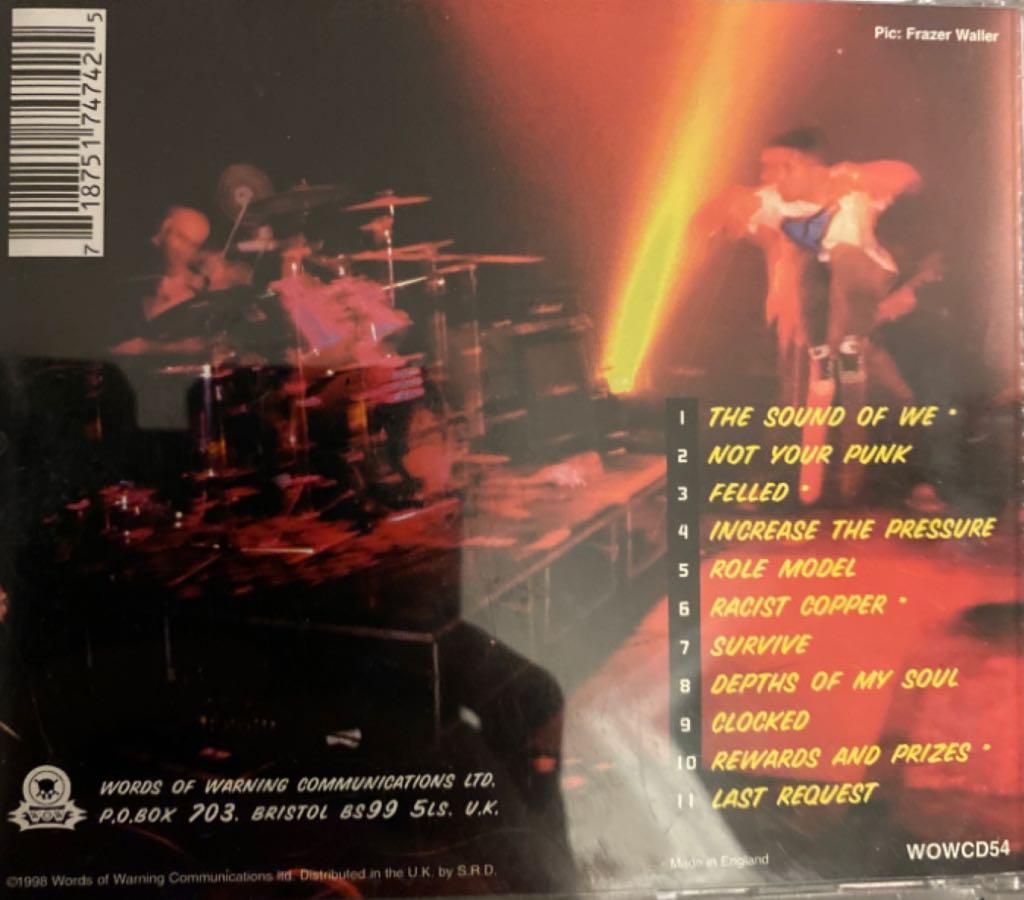 7 18751 74742 5
Pic: Frazer Waller
1 THE SOUND OF WE *
2 NOT YOUR PUNK
3 FELLED *
4 INCREASE THE PRESSURE
5 ROLE MODEL
6 RACIST COPPER *
7 SURVIVE
8 DEPTHS OF MY SOUL
9 CLOCKED
10 REWARDS AND PRIZES *
11 LAST REQUEST
WOW
WORDS OF WARNING COMMUNICATIONS LTD.
P.O.BOX 703. BRISTOL BS99 5LS. U.K.
©1998 Words of Warning Communications ltd. Distributed in the U.K. by S.R.D.
Made in England
WOWCD54